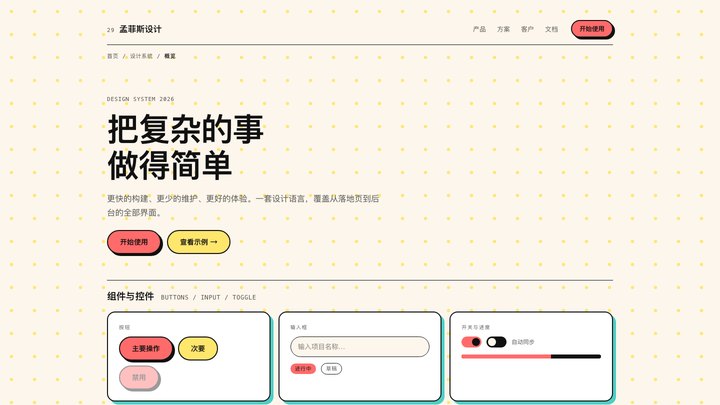 29 孟菲斯设计
产品 方案 客户 文档 开始使用
首页 / 设计系统 / 概览
DESIGN SYSTEM 2026
把复杂的事
做得简单
更快的构建、更少的维护、更好的体验。一套设计语言，覆盖从落地页到后
台的全部界面。
开始使用 查看示例 →
组件与控件 BUTTONS / INPUT / TOGGLE
按钮
主要操作 次要
禁用
输入框
输入项目名称...
进行中 草稿
开关与进度
自动同步